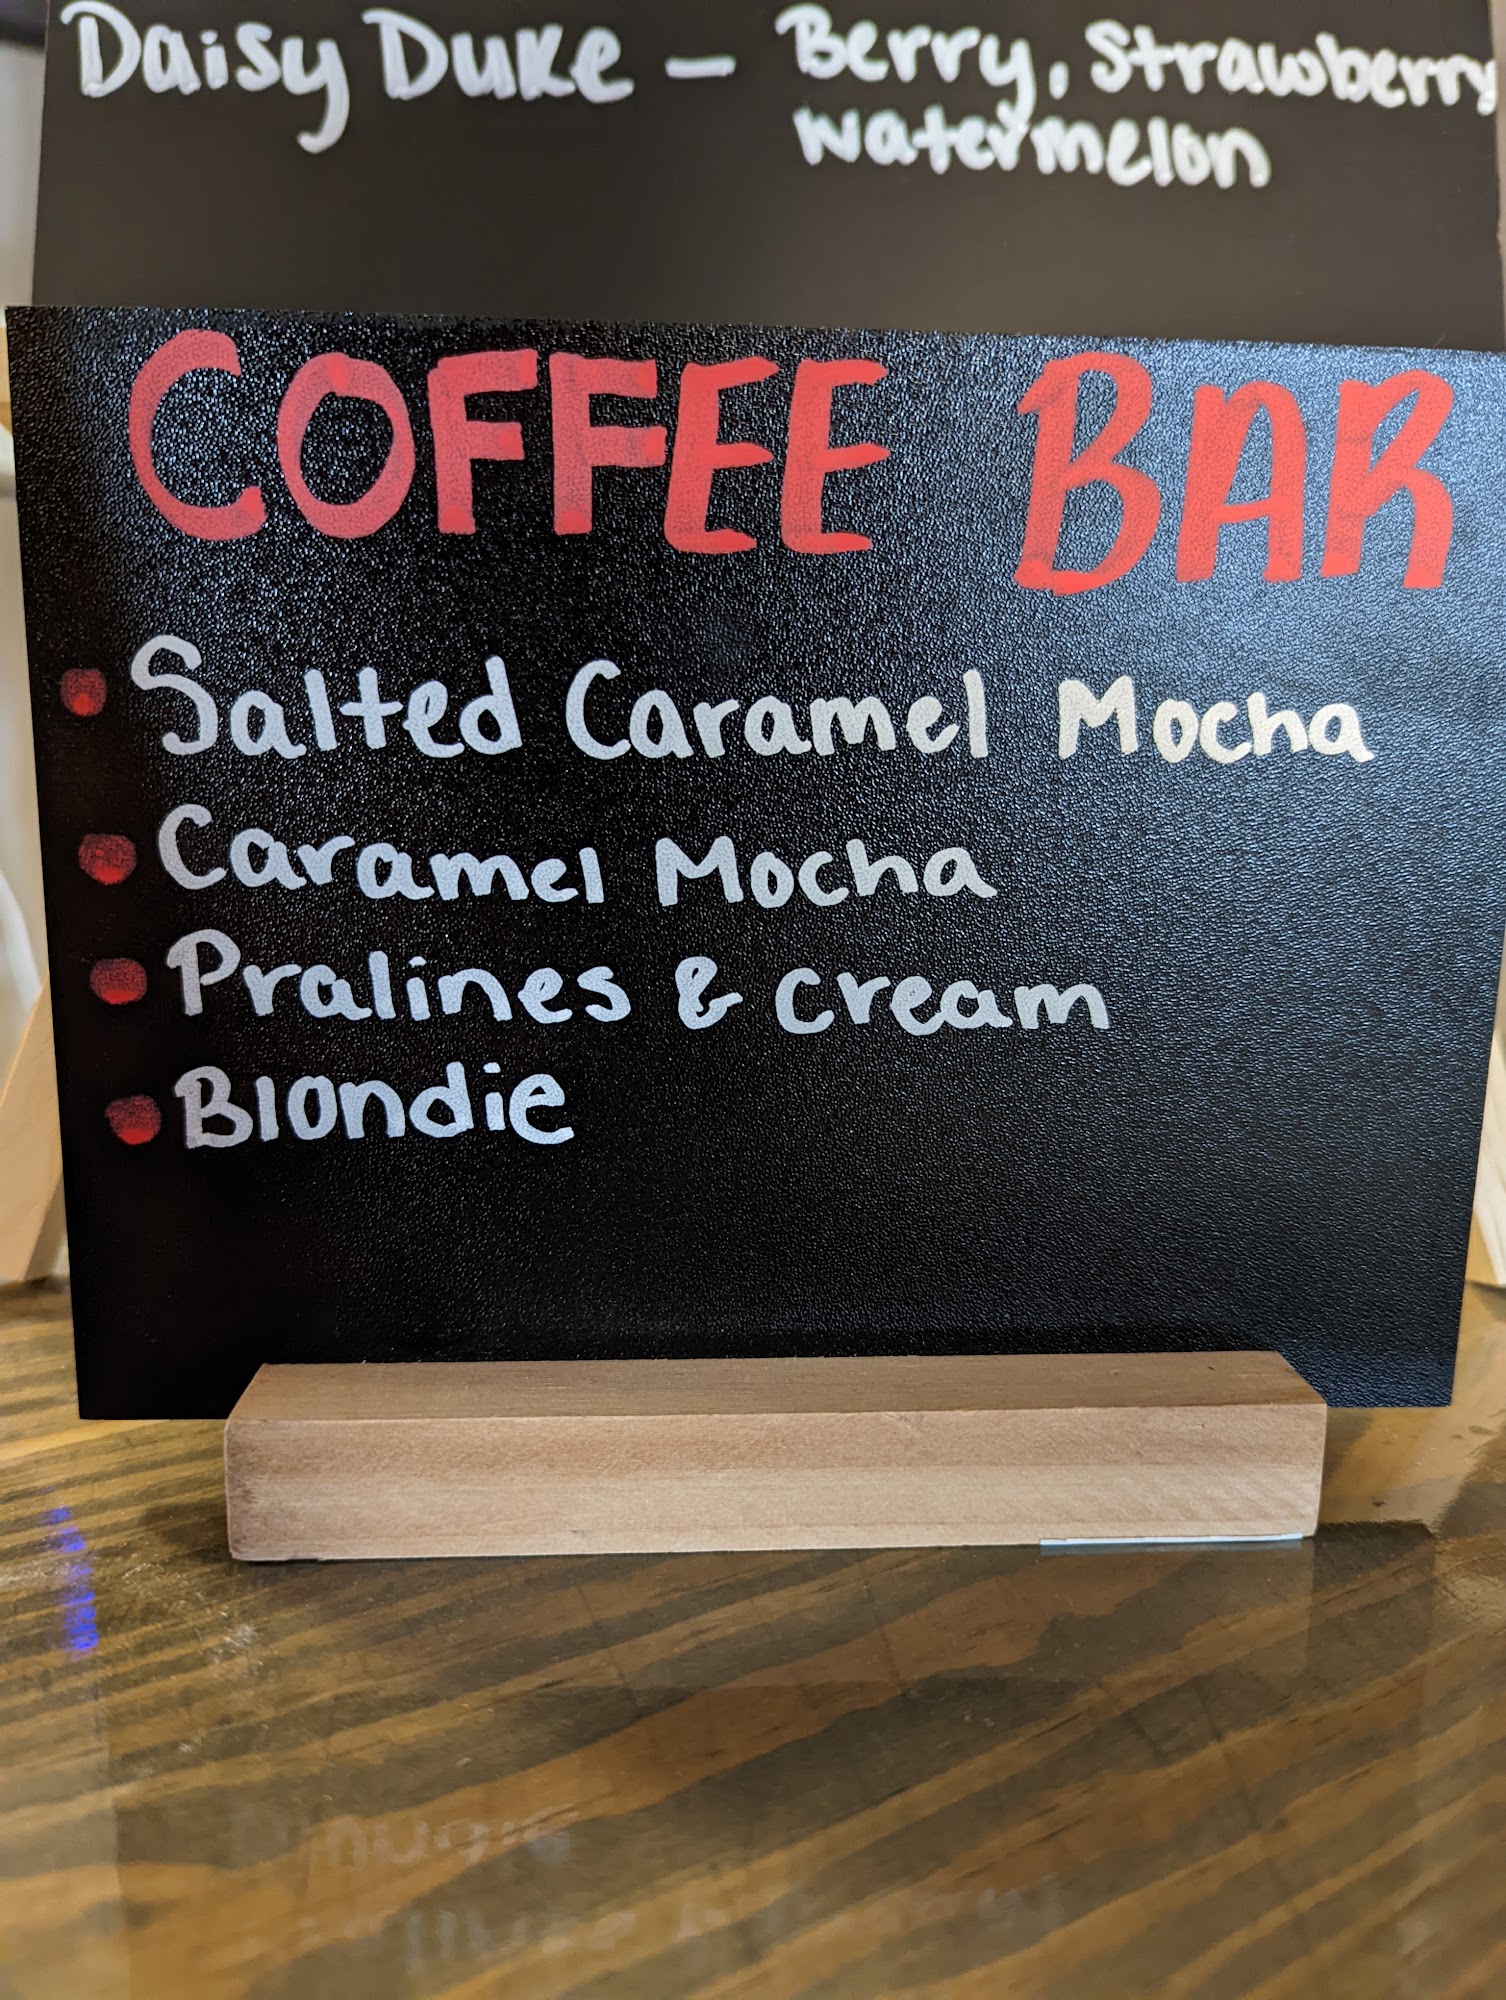 Daisy Duke - Berry, Strawberry
watermelon
COFFEE BAR
Salted Caramel Mocha
Caramel Mocha
Pralines & Cream
Blondie